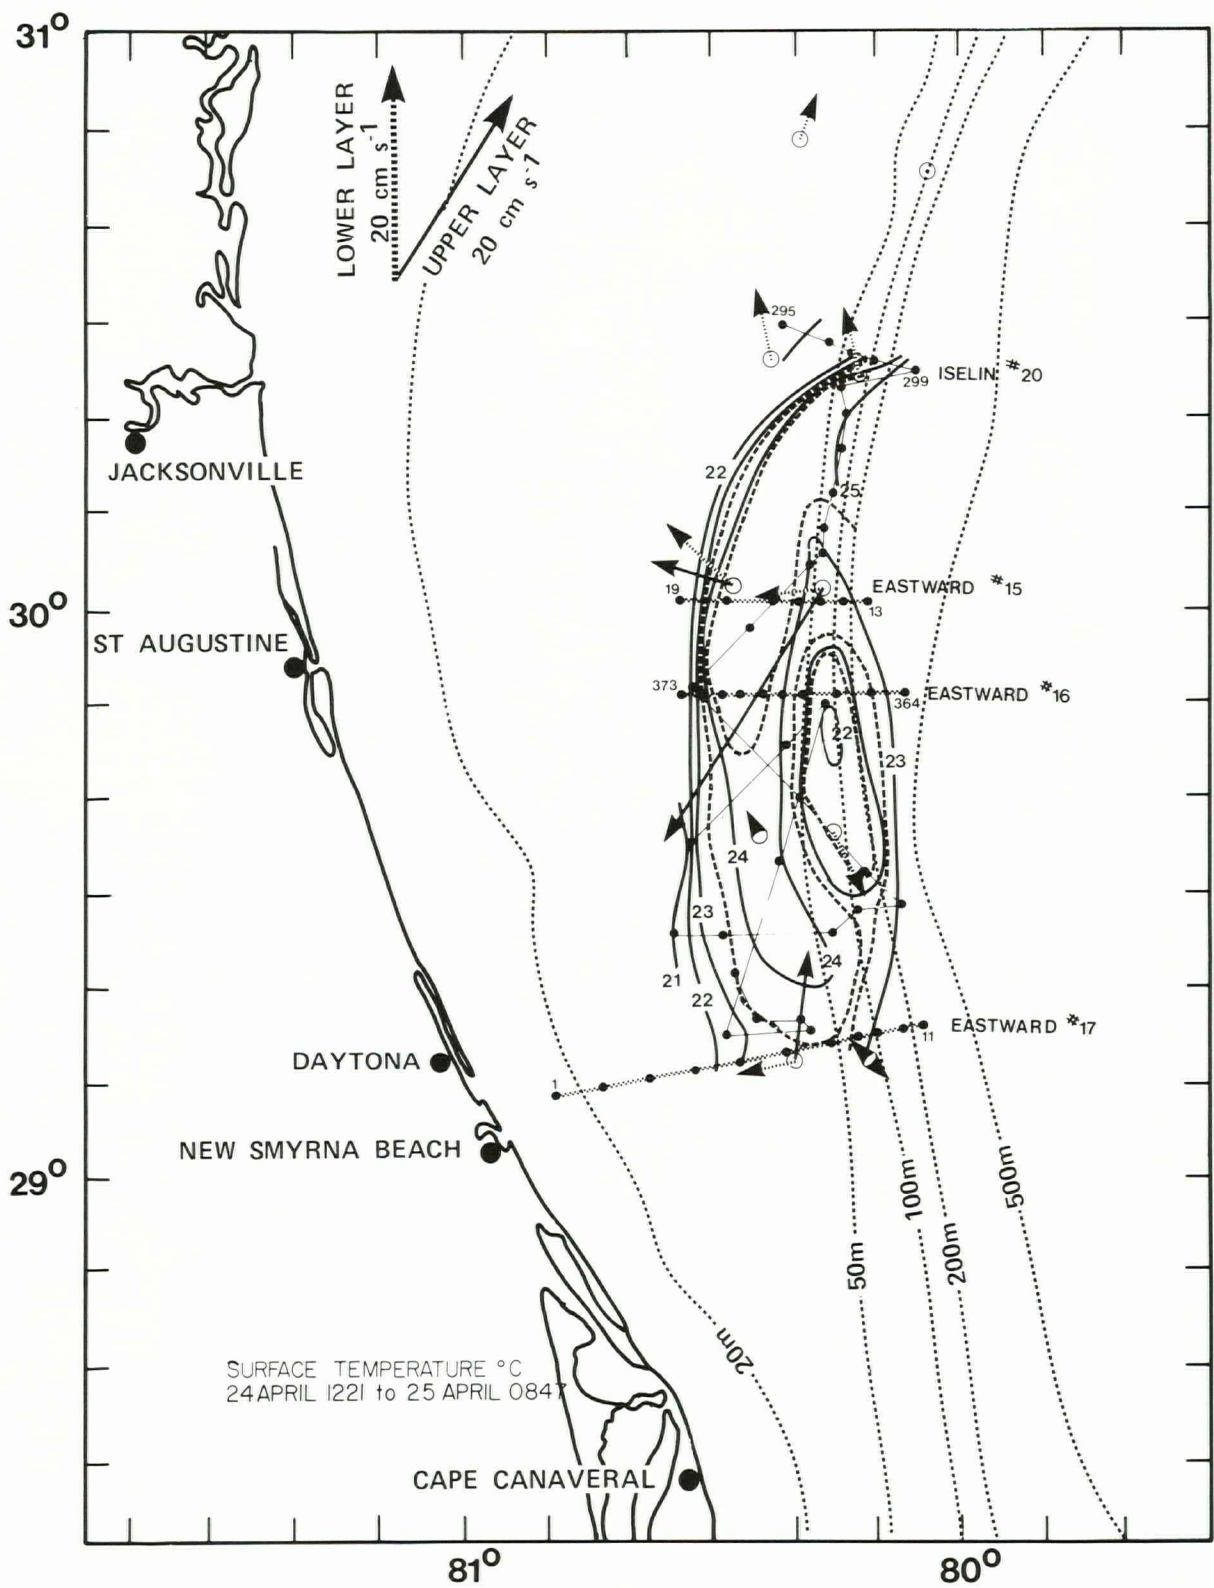 31°
LOWER LAYER
20 cm s-1
UPPER LAYER
20 cm s-1
295
299
ISELIN #20
JACKSONVILLE
22
25
EASTWARD #15
19
13
30°
ST AUGUSTINE
373
364
EASTWARD #16
22
23
24
23
24
21
22
EASTWARD #17
11
1
DAYTONA
NEW SMYRNA BEACH
29°
50m
100m
200m
500m
20m
SURFACE TEMPERATURE °C
24 APRIL 1221 to 25 APRIL 0847
CAPE CANAVERAL
81°
80°